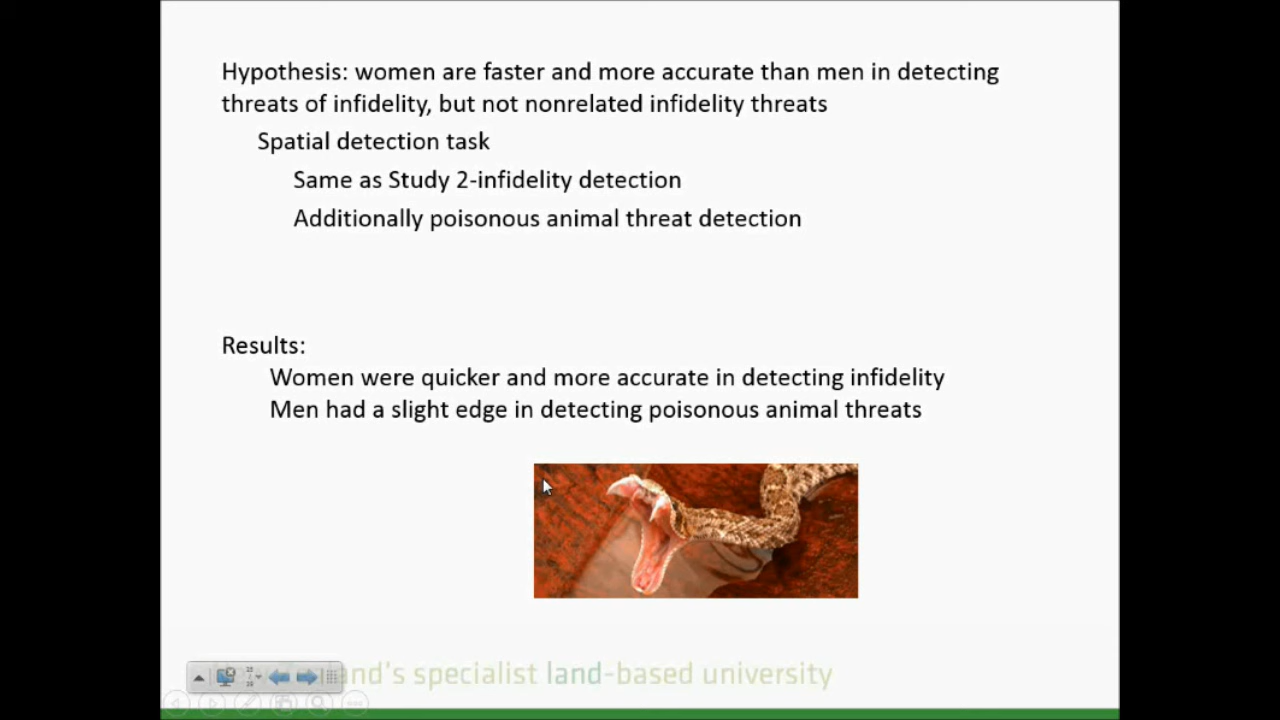 Hypothesis: women are faster and more accurate than men in detecting
threats of infidelity, but not nonrelated infidelity threats
Spatial detection task
Same as Study 2-infidelity detection
Additionally poisonous animal threat detection
Results:
Women were quicker and more accurate in detecting infidelity
Men had a slight edge in detecting poisonous animal threats
specialist land-based university